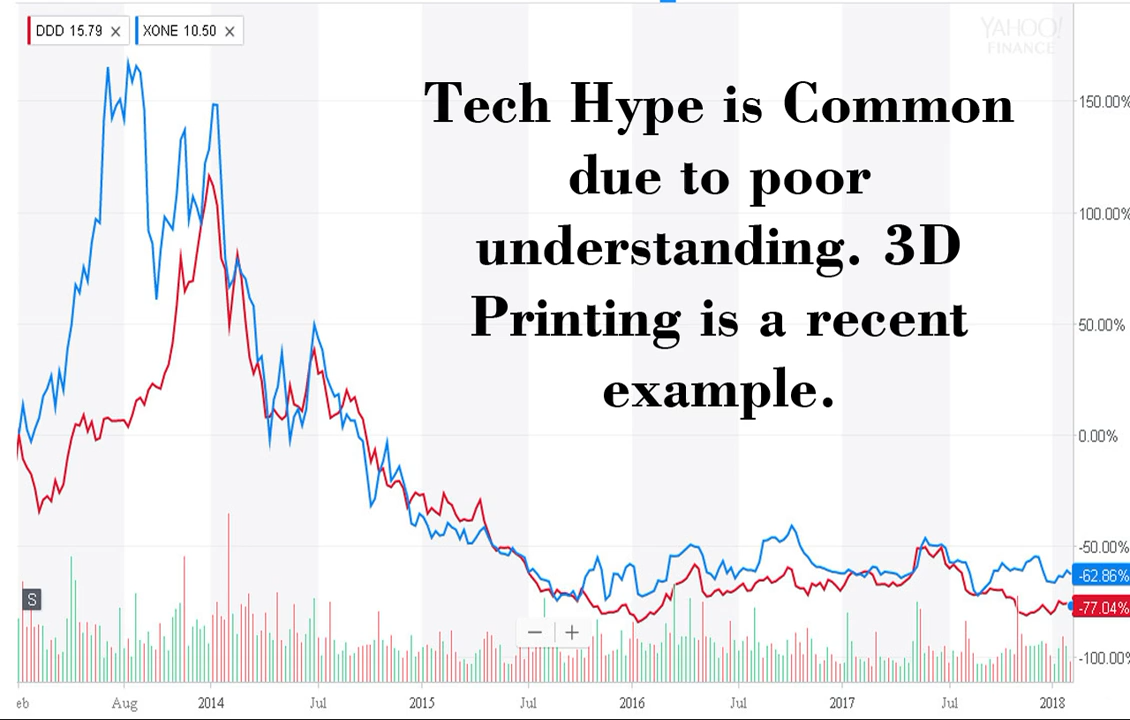 DDD 15.79 ×
XONE 10.50 ×
YAHOO!
FINANCE
Tech Hype is Common
due to poor
understanding. 3D
Printing is a recent
example.
150.00%
100.00%
50.00%
0.00%
-50.00%
-62.86%
-77.04%
-100.00%
S
− +
eb Aug 2014 Jul 2015 Jul 2016 Jul 2017 Jul 2018